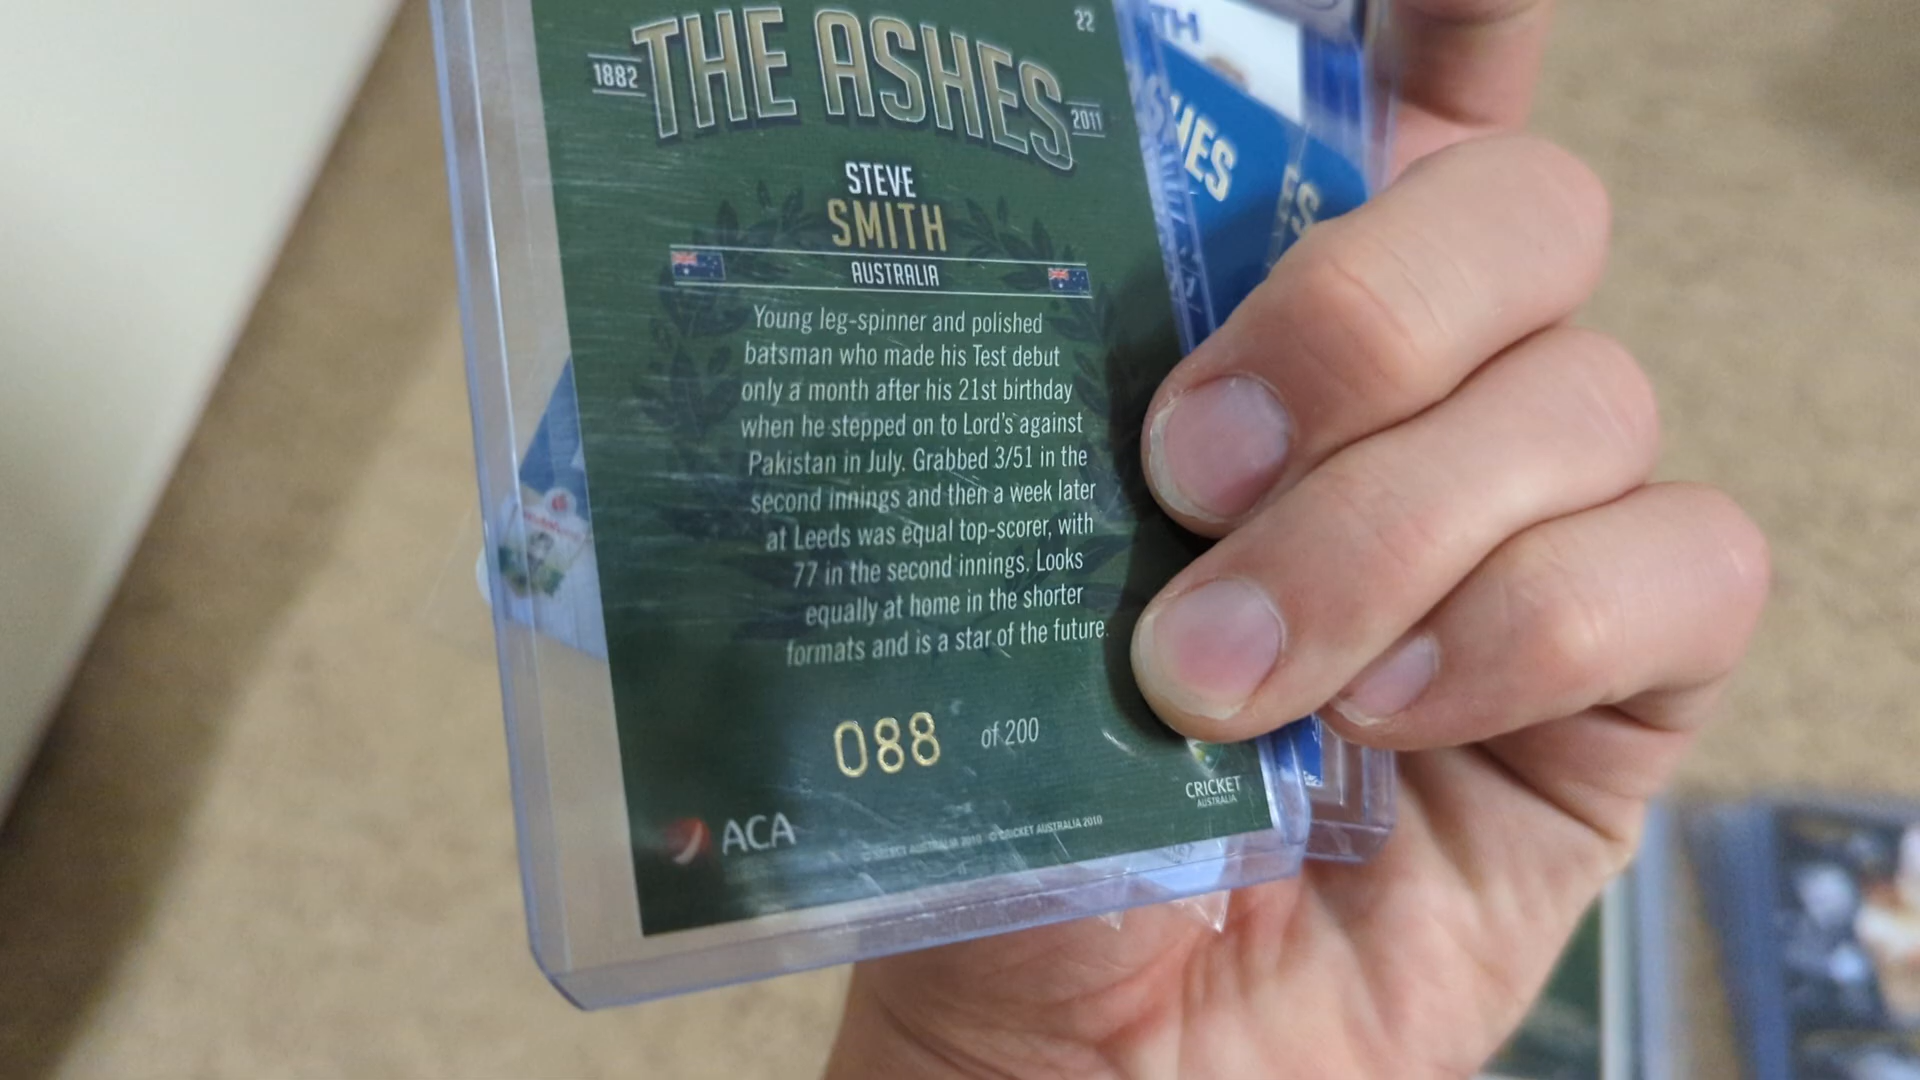 22
THE ASHES
1882
2011
STEVE
SMITH
AUSTRALIA
Young leg-spinner and polished
batsman who made his Test debut
only a month after his 21st birthday
when he stepped on to Lord's against
Pakistan in July. Grabbed 3/51 in the
second innings and then a week later
at Leeds was equal top-scorer, with
77 in the second innings. Looks
equally at home in the shorter
formats and is a star of the future.
088 of 200
CRICKET
AUSTRALIA
ACA
© SELECT AUSTRALIA 2010 © CRICKET AUSTRALIA 2010
TH
HES
ES